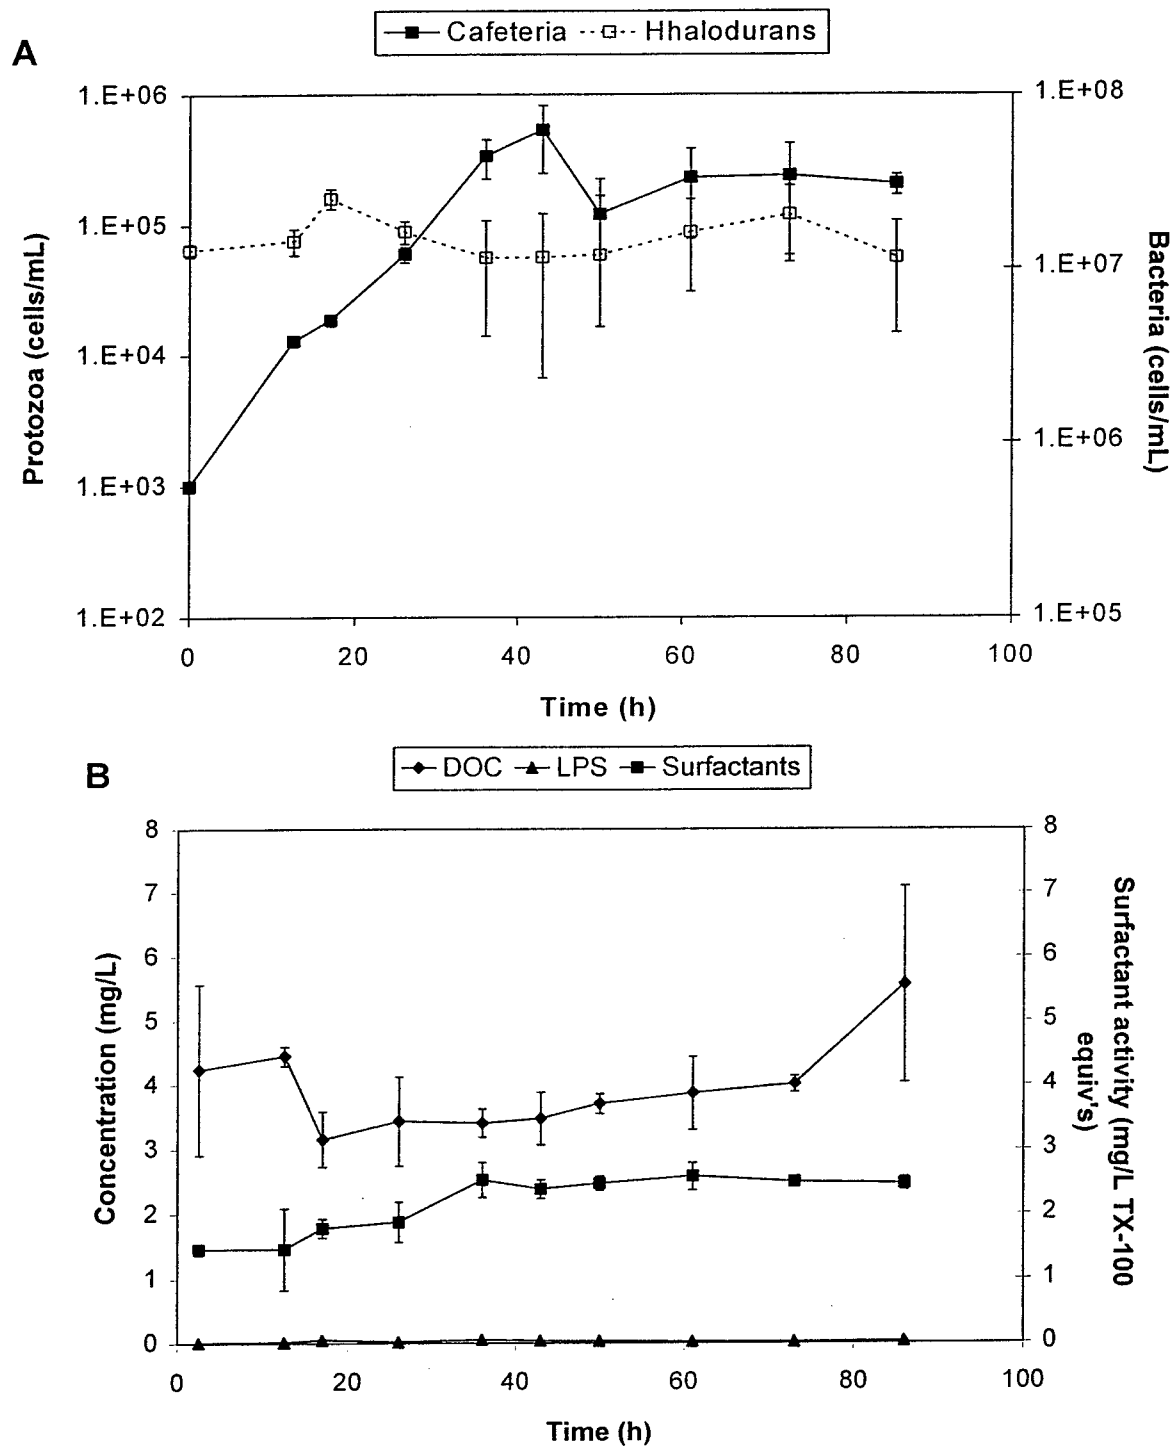 A
Cafeteria Hhalodurans
1.E+06
1.E+05
1.E+04
1.E+03
1.E+02
Protozoa (cells/mL)
1.E+08
1.E+07
1.E+06
1.E+05
Bacteria (cells/mL)
0 20 40 60 80 100
Time (h)
B
DOC LPS Surfactants
8
7
6
5
4
3
2
1
0
Concentration (mg/L)
8
7
6
5
4
3
2
1
0
Surfactant activity (mg/L TX-100
equiv's)
0 20 40 60 80 100
Time (h)